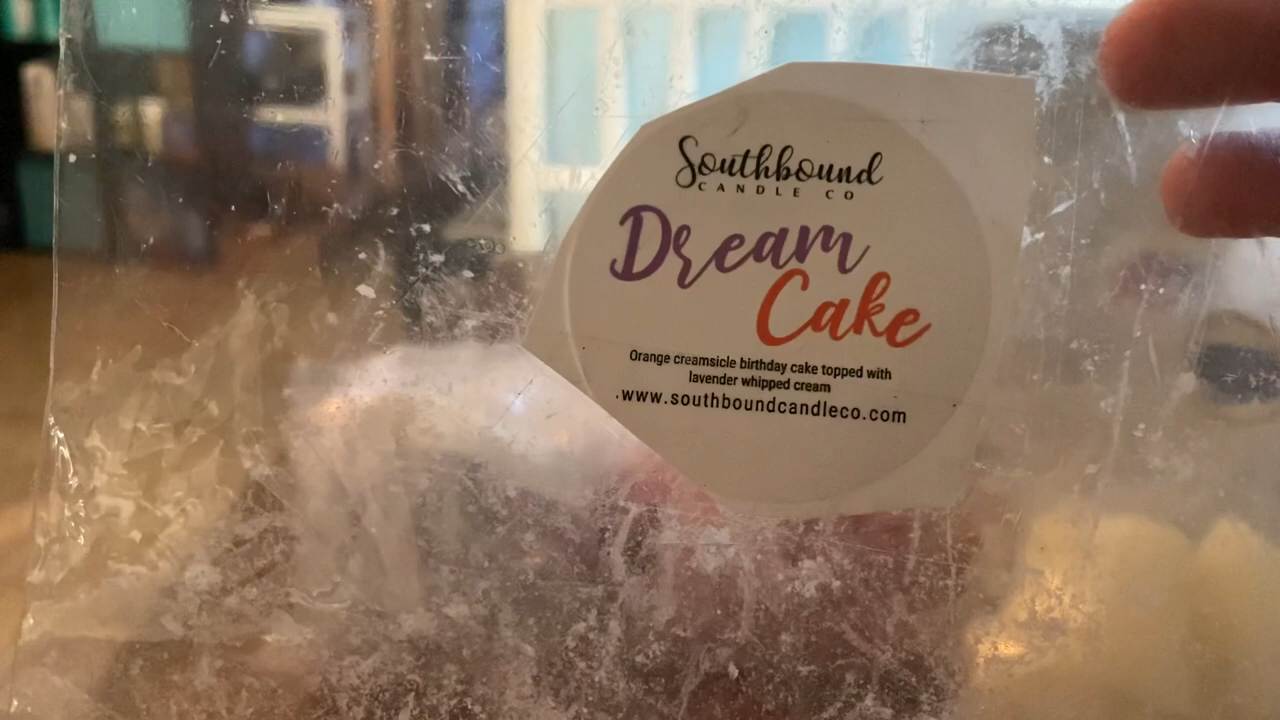 Southbound
CANDLE CO
Dream
Cake
Orange creamsicle birthday cake topped with
lavender whipped cream
www.southboundcandleco.com